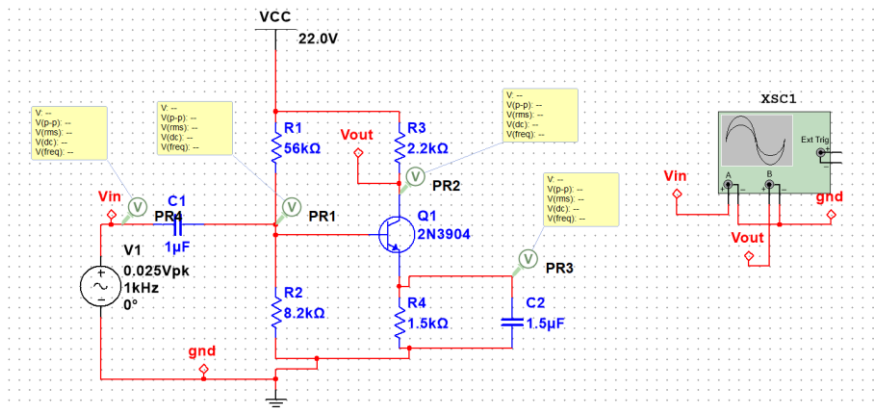 VCC
22.0V
V: --
V(p-p): --
V(rms): --
V(dc): --
V(freq): --
V: --
V(p-p): --
V(rms): --
V(dc): --
V(freq): --
V: --
V(p-p): --
V(rms): --
V(dc): --
V(freq): --
V: --
V(p-p): --
V(rms): --
V(dc): --
V(freq): --
R1
56kΩ
Vout
R3
2.2kΩ
V
PR2
Vin
V
PR4
C1
1µF
V
PR1
Q1
2N3904
V
PR3
V1
0.025Vpk
1kHz
0°
R2
8.2kΩ
R4
1.5kΩ
C2
1.5µF
gnd
XSC1
Ext Trig
A
B
Vin
gnd
Vout